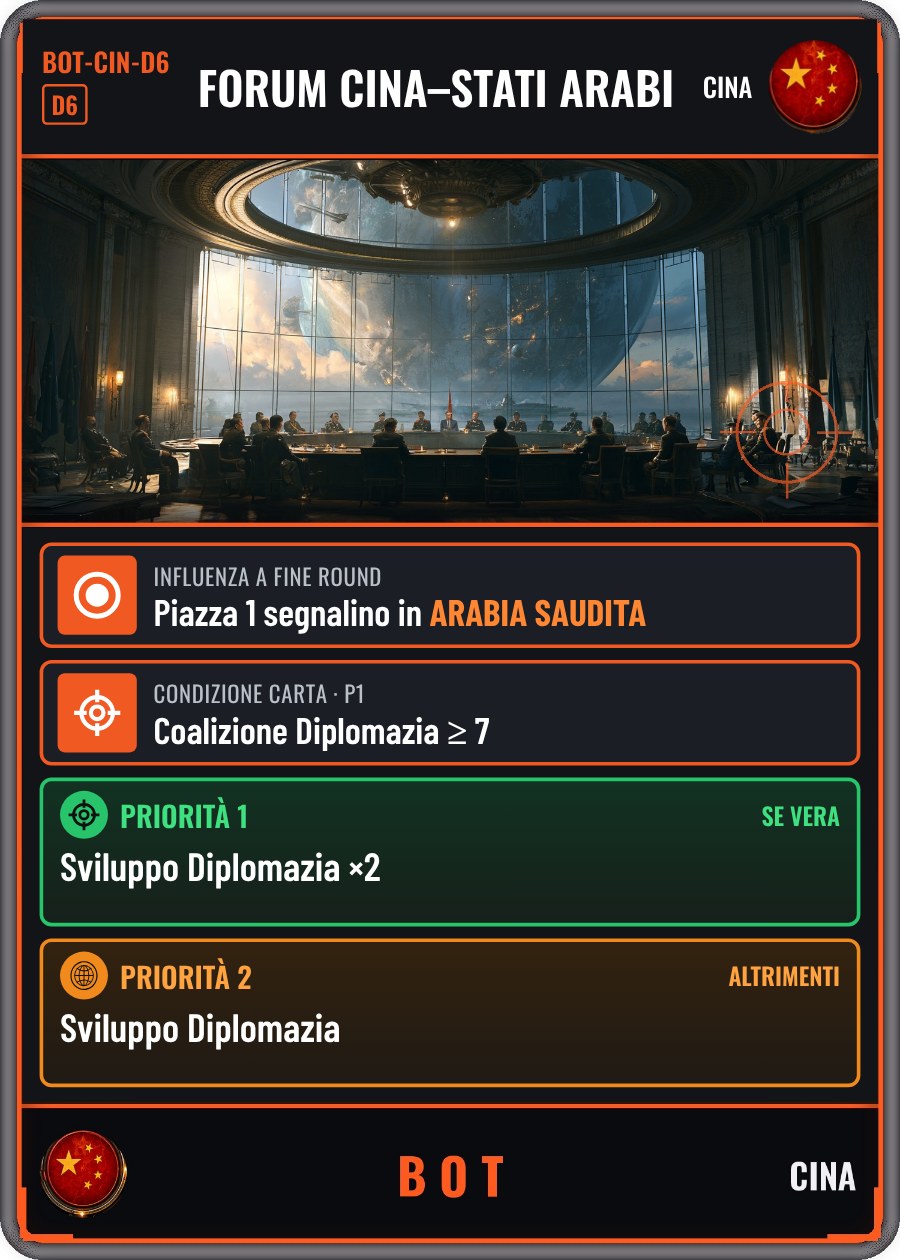 BOT-CIN-D6
D6
FORUM CINA–STATI ARABI
CINA
INFLUENZA A FINE ROUND
Piazza 1 segnalino in ARABIA SAUDITA
CONDIZIONE CARTA · P1
Coalizione Diplomazia ≥ 7
PRIORITÀ 1
SE VERA
Sviluppo Diplomazia ×2
PRIORITÀ 2
ALTRIMENTI
Sviluppo Diplomazia
BOT
CINA